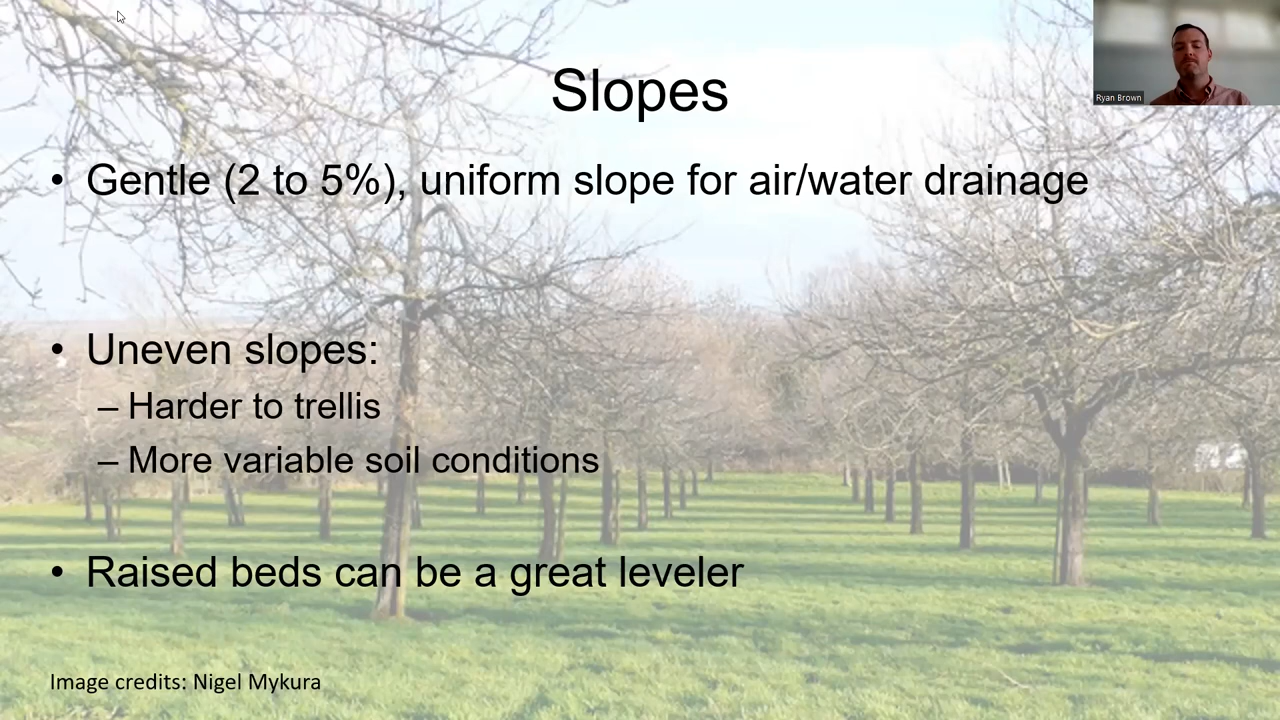 Slopes
Ryan Brown
• Gentle (2 to 5%), uniform slope for air/water drainage
• Uneven slopes:
– Harder to trellis
– More variable soil conditions
• Raised beds can be a great leveler
Image credits: Nigel Mykura